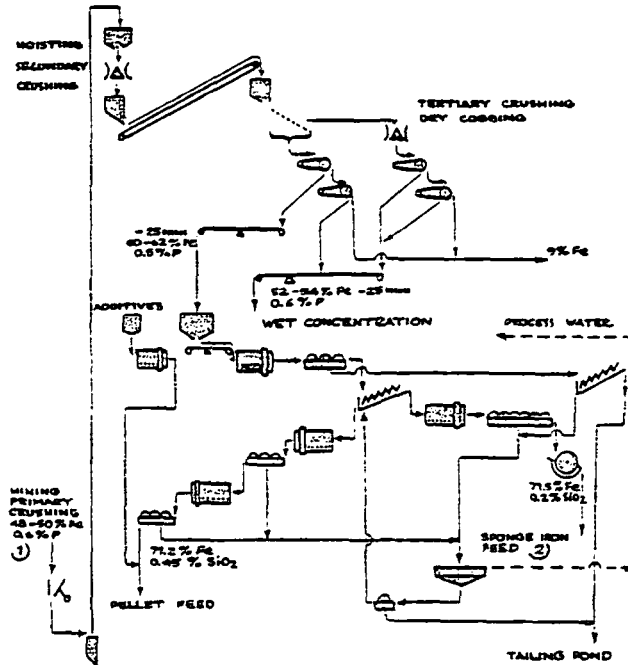 HOISTING
SECONDARY
CRUSHING
TERTIARY CRUSHING
DRY COBBING
-25mm
60-62% Fe
0.5% P
9% Fe
52-54% Fe -25mm
0.6% P
WET CONCENTRATION
ADDITIVES
PROCESS WATER
71.5% Fe
0.2% SiO2
MINING
PRIMARY
CRUSHING
48-50% Fe
0.6% P
1
71.2% Fe
0.45% SiO2
SPONGE IRON
FEED 2
PELLET FEED
TAILING POND